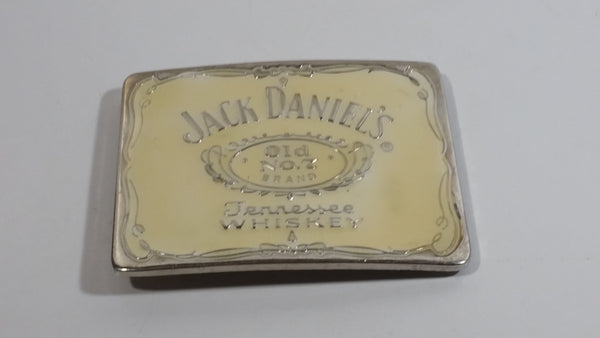 JACK DANIEL'S ®
Old
No. 7
BRAND
Tennessee
WHISKEY